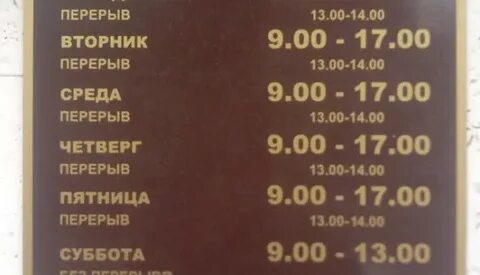 ПЕРЕРЫВ 13.00-14.00
ВТОРНИК 9.00 - 17.00
ПЕРЕРЫВ 13.00-14.00
СРЕДА 9.00 - 17.00
ПЕРЕРЫВ 13.00-14.00
ЧЕТВЕРГ 9.00 - 17.00
ПЕРЕРЫВ 13.00-14.00
ПЯТНИЦА 9.00 - 17.00
ПЕРЕРЫВ 13.00-14.00
СУББОТА 9.00 - 13.00
БЕЗ ПЕРЕРЫВА